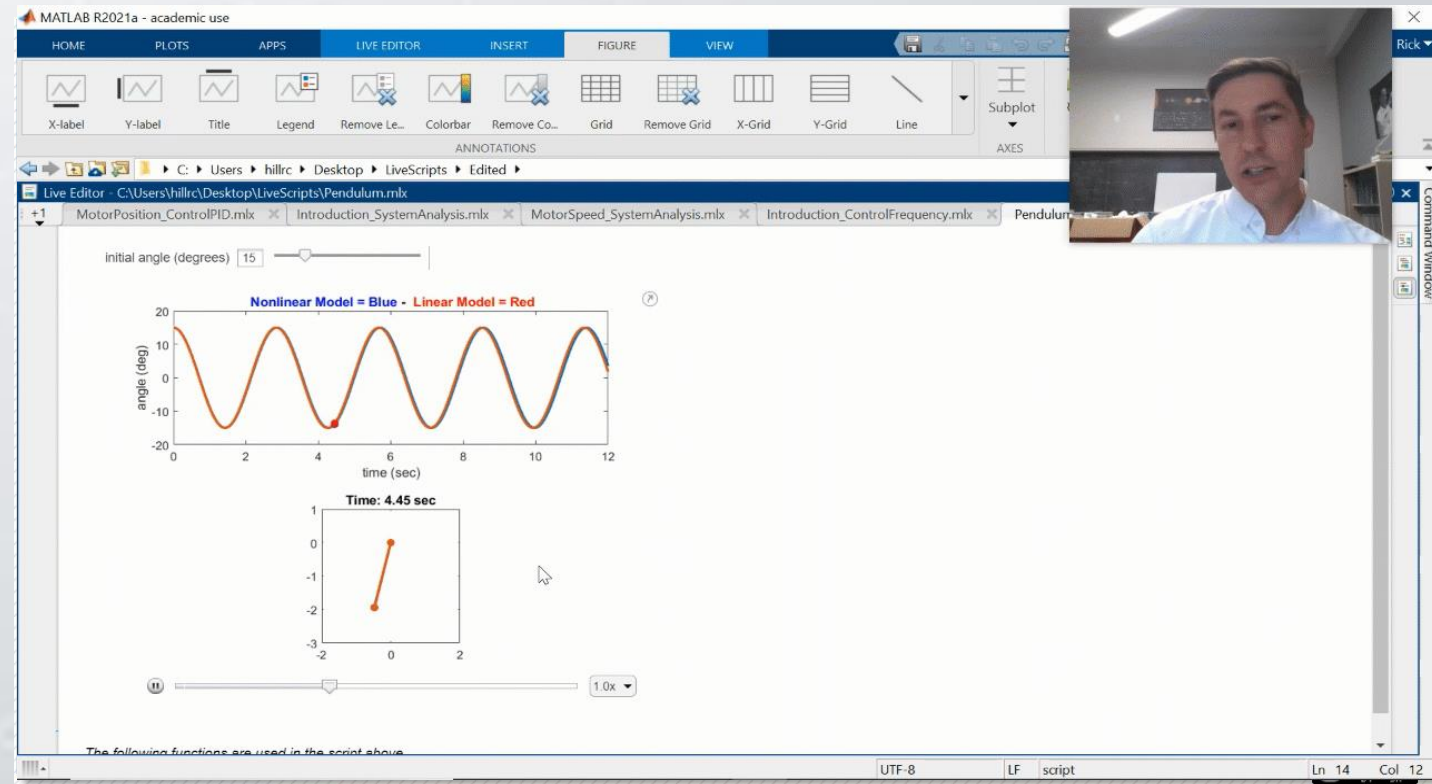 MATLAB R2021a - academic use
HOME PLOTS APPS LIVE EDITOR INSERT FIGURE VIEW
Rick
X-label Y-label Title Legend Remove Le... Colorbar Remove Co... Grid Remove Grid X-Grid Y-Grid Line Subplot
ANNOTATIONS AXES
C: Users hillrc Desktop LiveScripts Edited
Live Editor - C:\Users\hillrc\Desktop\LiveScripts\Pendulum.mlx
+1 MotorPosition_ControlPID.mlx Introduction_SystemAnalysis.mlx MotorSpeed_SystemAnalysis.mlx Introduction_ControlFrequency.mlx Pendulum
Command Window
initial angle (degrees) 15
Nonlinear Model = Blue - Linear Model = Red
20
10
0
-10
-20
angle (deg)
0 2 4 6 8 10 12
time (sec)
Time: 4.45 sec
1
0
-1
-2
-3
-2 0 2
1.0x
The following functions are used in the script above
UTF-8 LF script Ln 14 Col 12